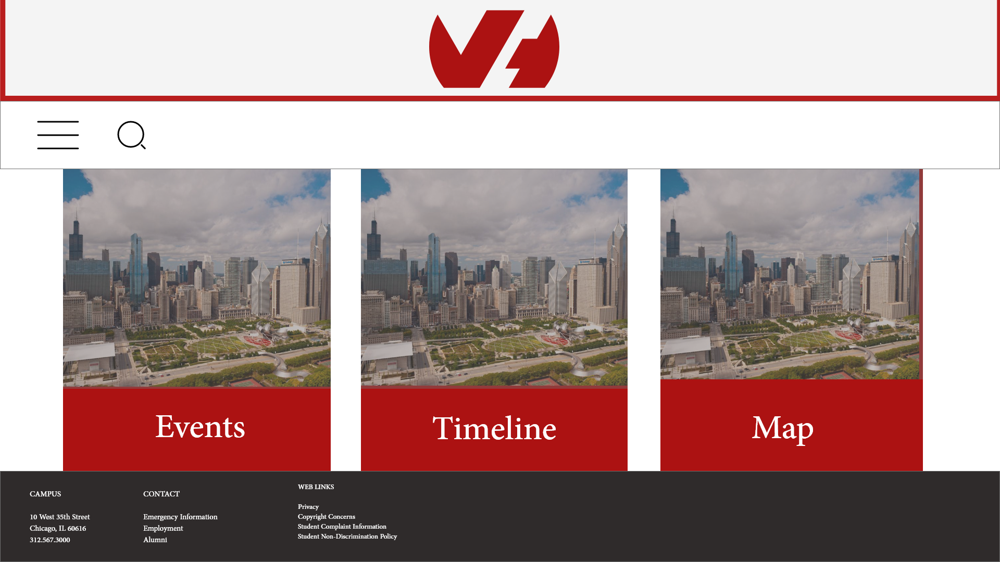 Events
Timeline
Map
CAMPUS
10 West 35th Street
Chicago, IL 60616
312.567.3000
CONTACT
Emergency Information
Employment
Alumni
WEB LINKS
Privacy
Copyright Concerns
Student Complaint Information
Student Non-Discrimination Policy